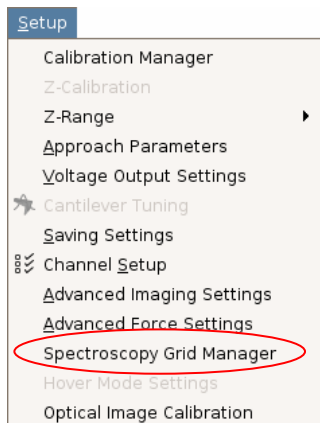 Setup
Calibration Manager
Z-Calibration
Z-Range
Approach Parameters
Voltage Output Settings
Cantilever Tuning
Saving Settings
Channel Setup
Advanced Imaging Settings
Advanced Force Settings
Spectroscopy Grid Manager
Hover Mode Settings
Optical Image Calibration